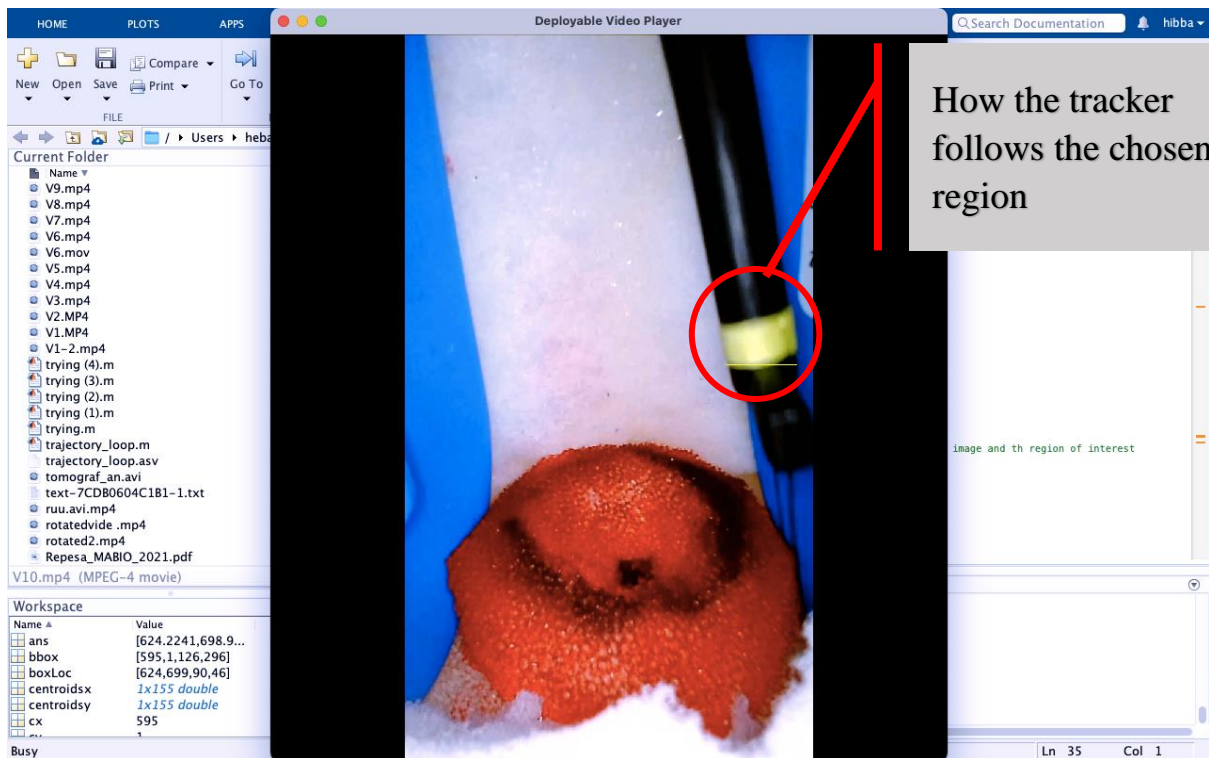 HOME PLOTS APPS
Deployable Video Player
Search Documentation hibba
Compare
Print
New Open Save Go To
FILE
/ Users heba
Current Folder
Name
V9.mp4
V8.mp4
V7.mp4
V6.mp4
V6.mov
V5.mp4
V4.mp4
V3.mp4
V2.MP4
V1.MP4
V1-2.mp4
trying (4).m
trying (3).m
trying (2).m
trying (1).m
trying.m
trajectory_loop.m
trajectory_loop.asv
tomograf_an.avi
text-7CDB0604C1B1-1.txt
ruu.avi.mp4
rotatedvide .mp4
rotated2.mp4
Repesa_MABIO_2021.pdf
V10.mp4 (MPEG-4 movie)
Workspace
Name Value
ans [624.2241,698.9...
bbox [595,1,126,296]
boxLoc [624,699,90,46]
centroidsx 1x155 double
centroidsy 1x155 double
cx 595
Busy
How the tracker
follows the chosen
region
image and th region of interest
Ln 35 Col 1